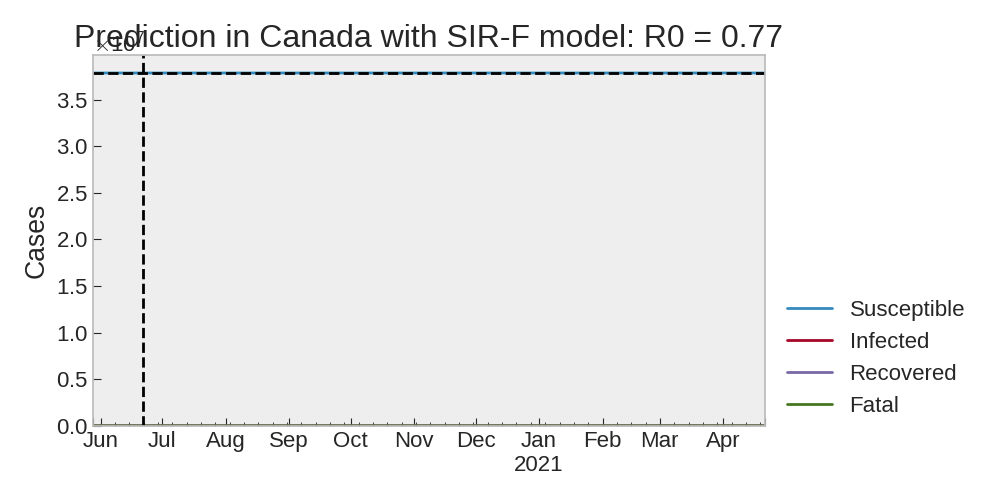 Prediction in Canada with SIR-F model: R0 = 0.77
×10
Cases
3.5
3.0
2.5
2.0
1.5
1.0
0.5
0.0
Jun Jul Aug Sep Oct Nov Dec Jan Feb Mar Apr
2021
Susceptible
Infected
Recovered
Fatal